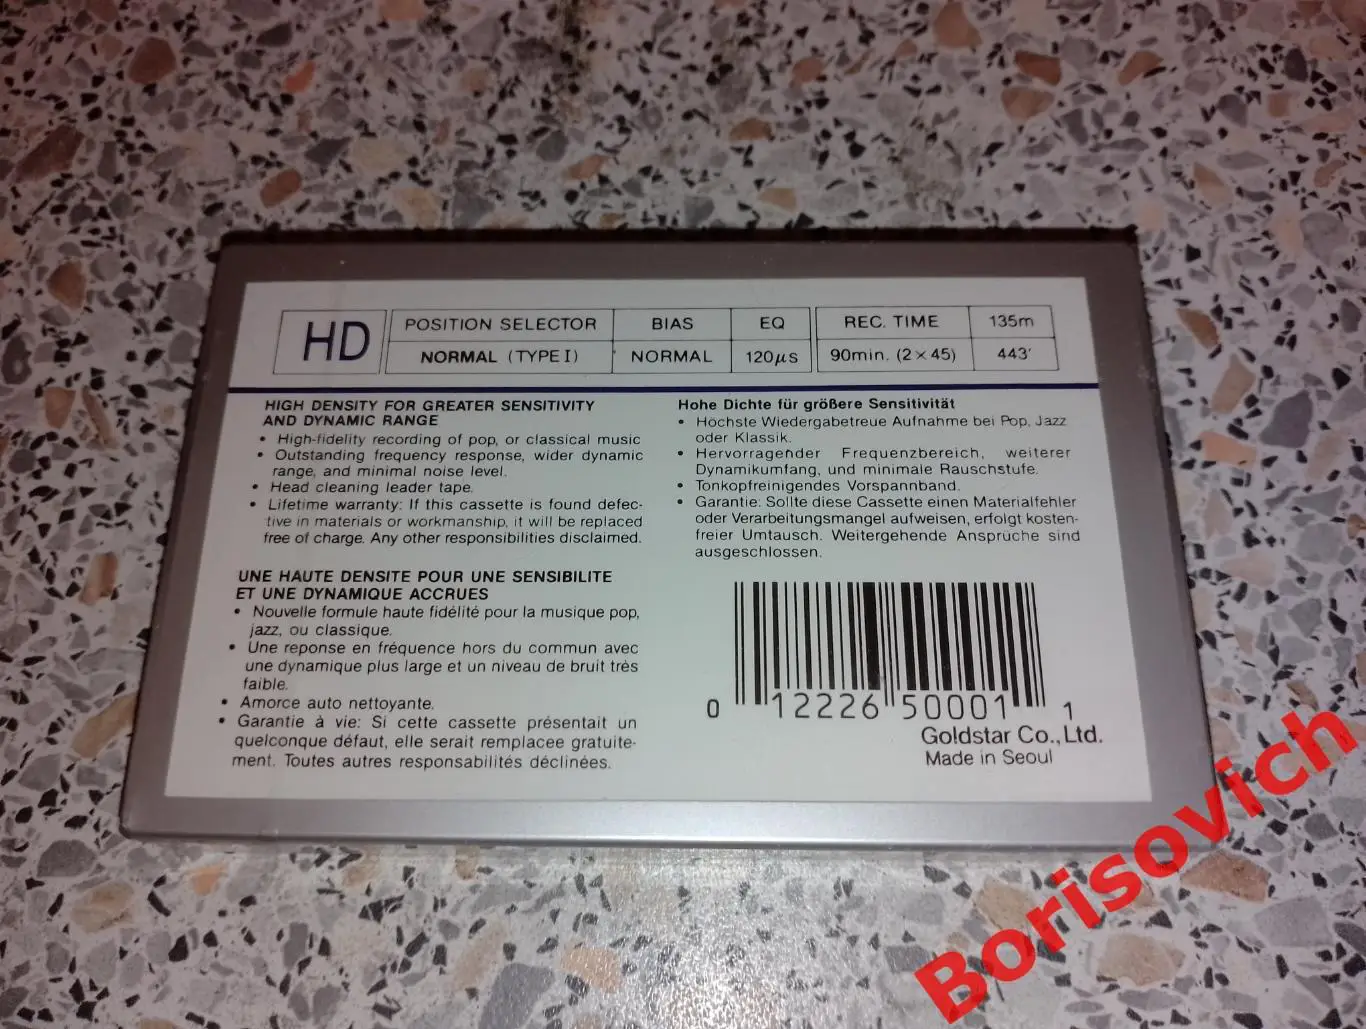 HD
POSITION SELECTOR BIAS EQ REC. TIME 135m
NORMAL (TYPE I) NORMAL 120µs 90min. (2×45) 443'
HIGH DENSITY FOR GREATER SENSITIVITY
AND DYNAMIC RANGE
• High-fidelity recording of pop, or classical music
• Outstanding frequency response, wider dynamic
range, and minimal noise level.
• Head cleaning leader tape.
• Lifetime warranty: If this cassette is found defec-
tive in materials or workmanship, it will be replaced
free of charge. Any other responsibilities disclaimed.
UNE HAUTE DENSITE POUR UNE SENSIBILITE
ET UNE DYNAMIQUE ACCRUES
• Nouvelle formule haute fidélité pour la musique pop,
jazz, ou classique.
• Une reponse en fréquence hors du commun avec
une dynamique plus large et un niveau de bruit très
faible.
• Amorce auto nettoyante.
• Garantie à vie: Si cette cassette présentait un
quelconque défaut, elle serait remplacee gratuite-
ment. Toutes autres responsabilités déclinées.
Hohe Dichte für größere Sensitivität
• Höchste Wiedergabetreue Aufnahme bei Pop, Jazz
oder Klassik.
• Hervorragender Frequenzbereich, weiterer
Dynamikumfang, und minimale Rauschstufe.
• Tonkopfreinigendes Vorspannband.
• Garantie: Sollte diese Cassette einen Materialfehler
oder Verarbeitungsmangel aufweisen, erfolgt kosten-
freier Umtausch. Weitergehende Ansprüche sind
ausgeschlossen.
0 12226 50001 1
Goldstar Co., Ltd.
Made in Seoul
Borisovich